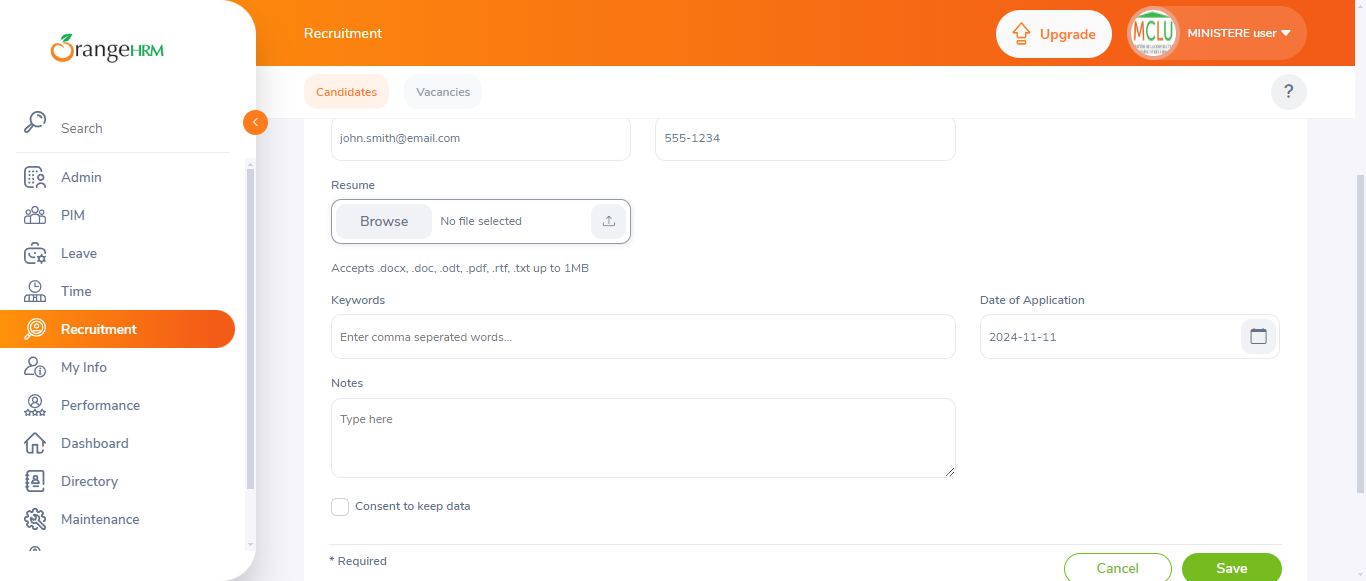 OrangeHRM
Recruitment
Upgrade
MCLU
MINISTERE user
Candidates
Vacancies
?
Search
Admin
PIM
Leave
Time
Recruitment
My Info
Performance
Dashboard
Directory
Maintenance
john.smith@email.com
555-1234
Resume
Browse
No file selected
Accepts .docx, .doc, .odt, .pdf, .rtf, .txt up to 1MB
Keywords
Date of Application
Enter comma seperated words...
2024-11-11
Notes
Type here
Consent to keep data
* Required
Cancel
Save